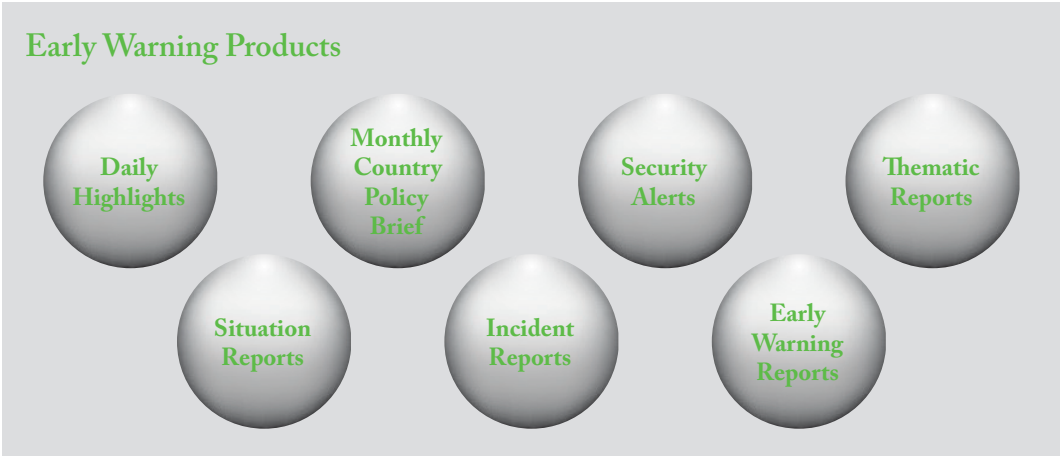 Early Warning Products
Daily
Highlights
Monthly
Country
Policy
Brief
Security
Alerts
Thematic
Reports
Situation
Reports
Incident
Reports
Early
Warning
Reports